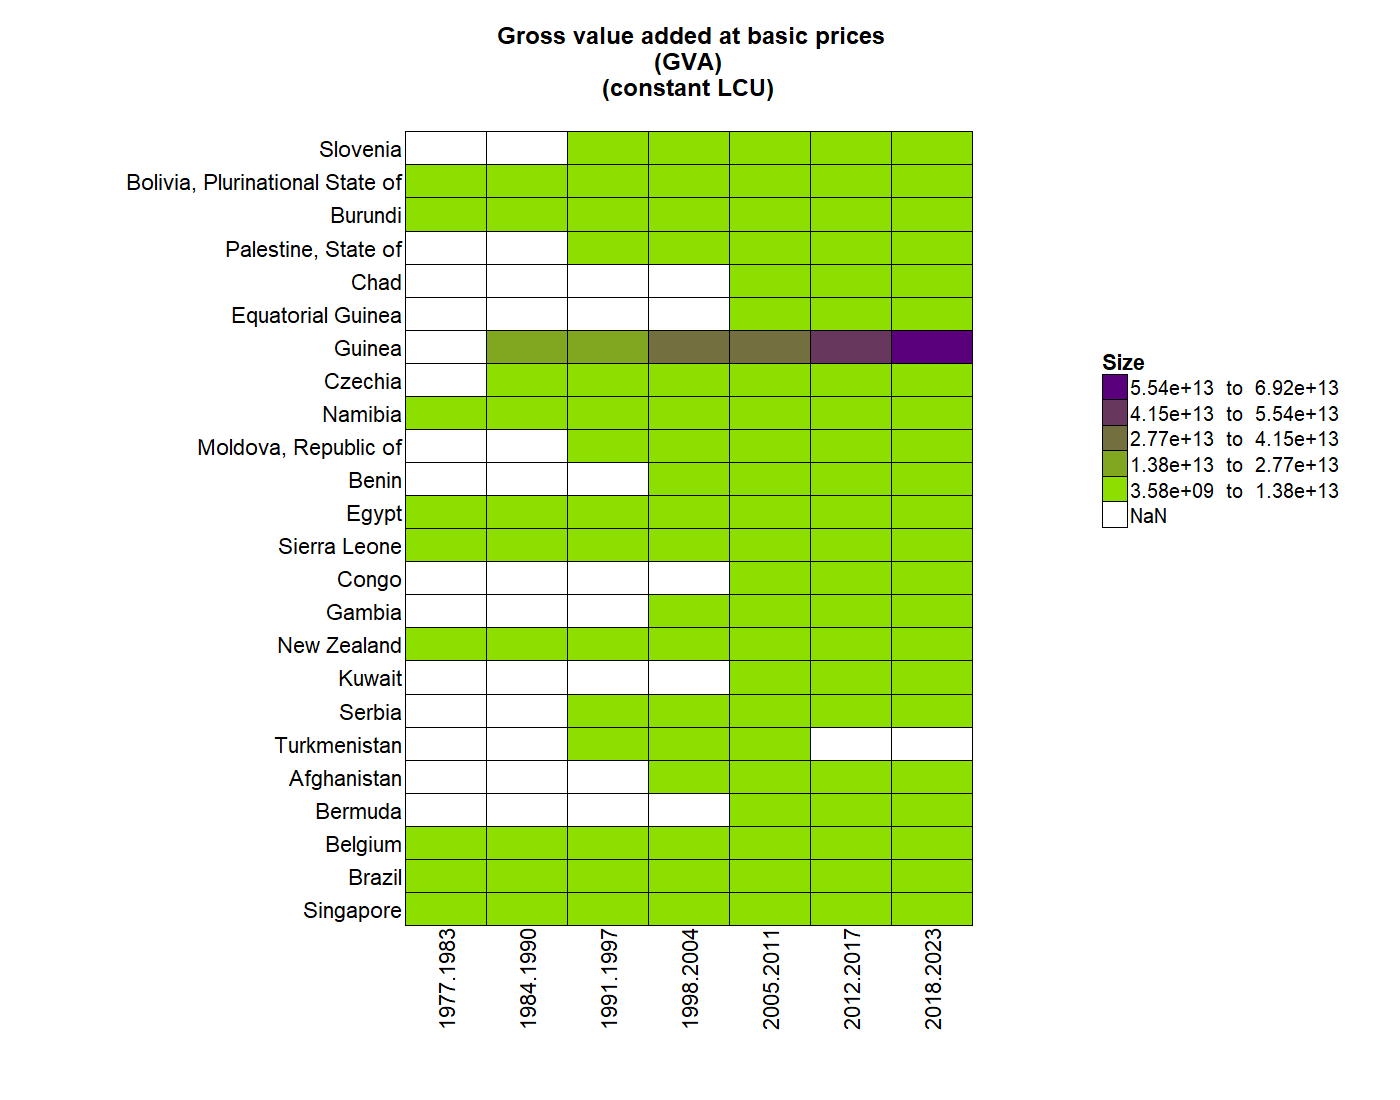 Gross value added at basic prices
(GVA)
(constant LCU)
Slovenia
Bolivia, Plurinational State of
Burundi
Palestine, State of
Chad
Equatorial Guinea
Guinea
Czechia
Namibia
Moldova, Republic of
Benin
Egypt
Sierra Leone
Congo
Gambia
New Zealand
Kuwait
Serbia
Turkmenistan
Afghanistan
Bermuda
Belgium
Brazil
Singapore
1977.1983
1984.1990
1991.1997
1998.2004
2005.2011
2012.2017
2018.2023
Size
5.54e+13 to 6.92e+13
4.15e+13 to 5.54e+13
2.77e+13 to 4.15e+13
1.38e+13 to 2.77e+13
3.58e+09 to 1.38e+13
NaN